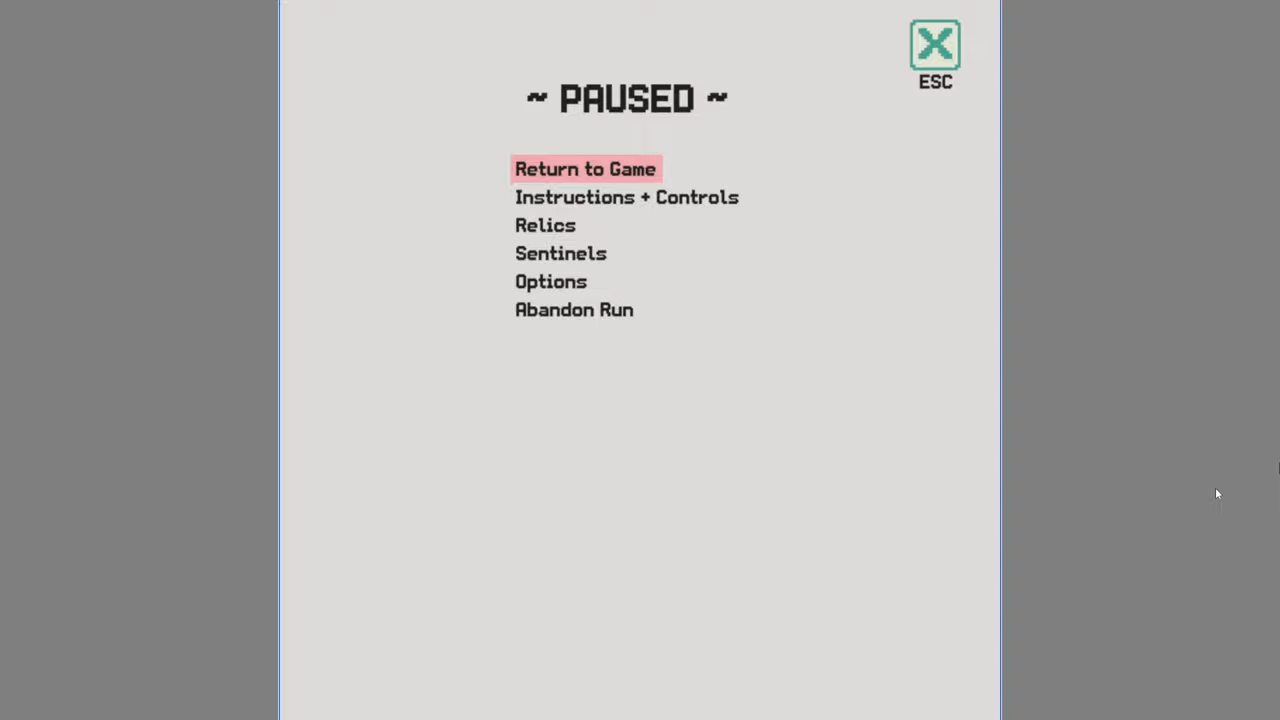 ESC
~ PAUSED ~
Return to Game
Instructions + Controls
Relics
Sentinels
Options
Abandon Run